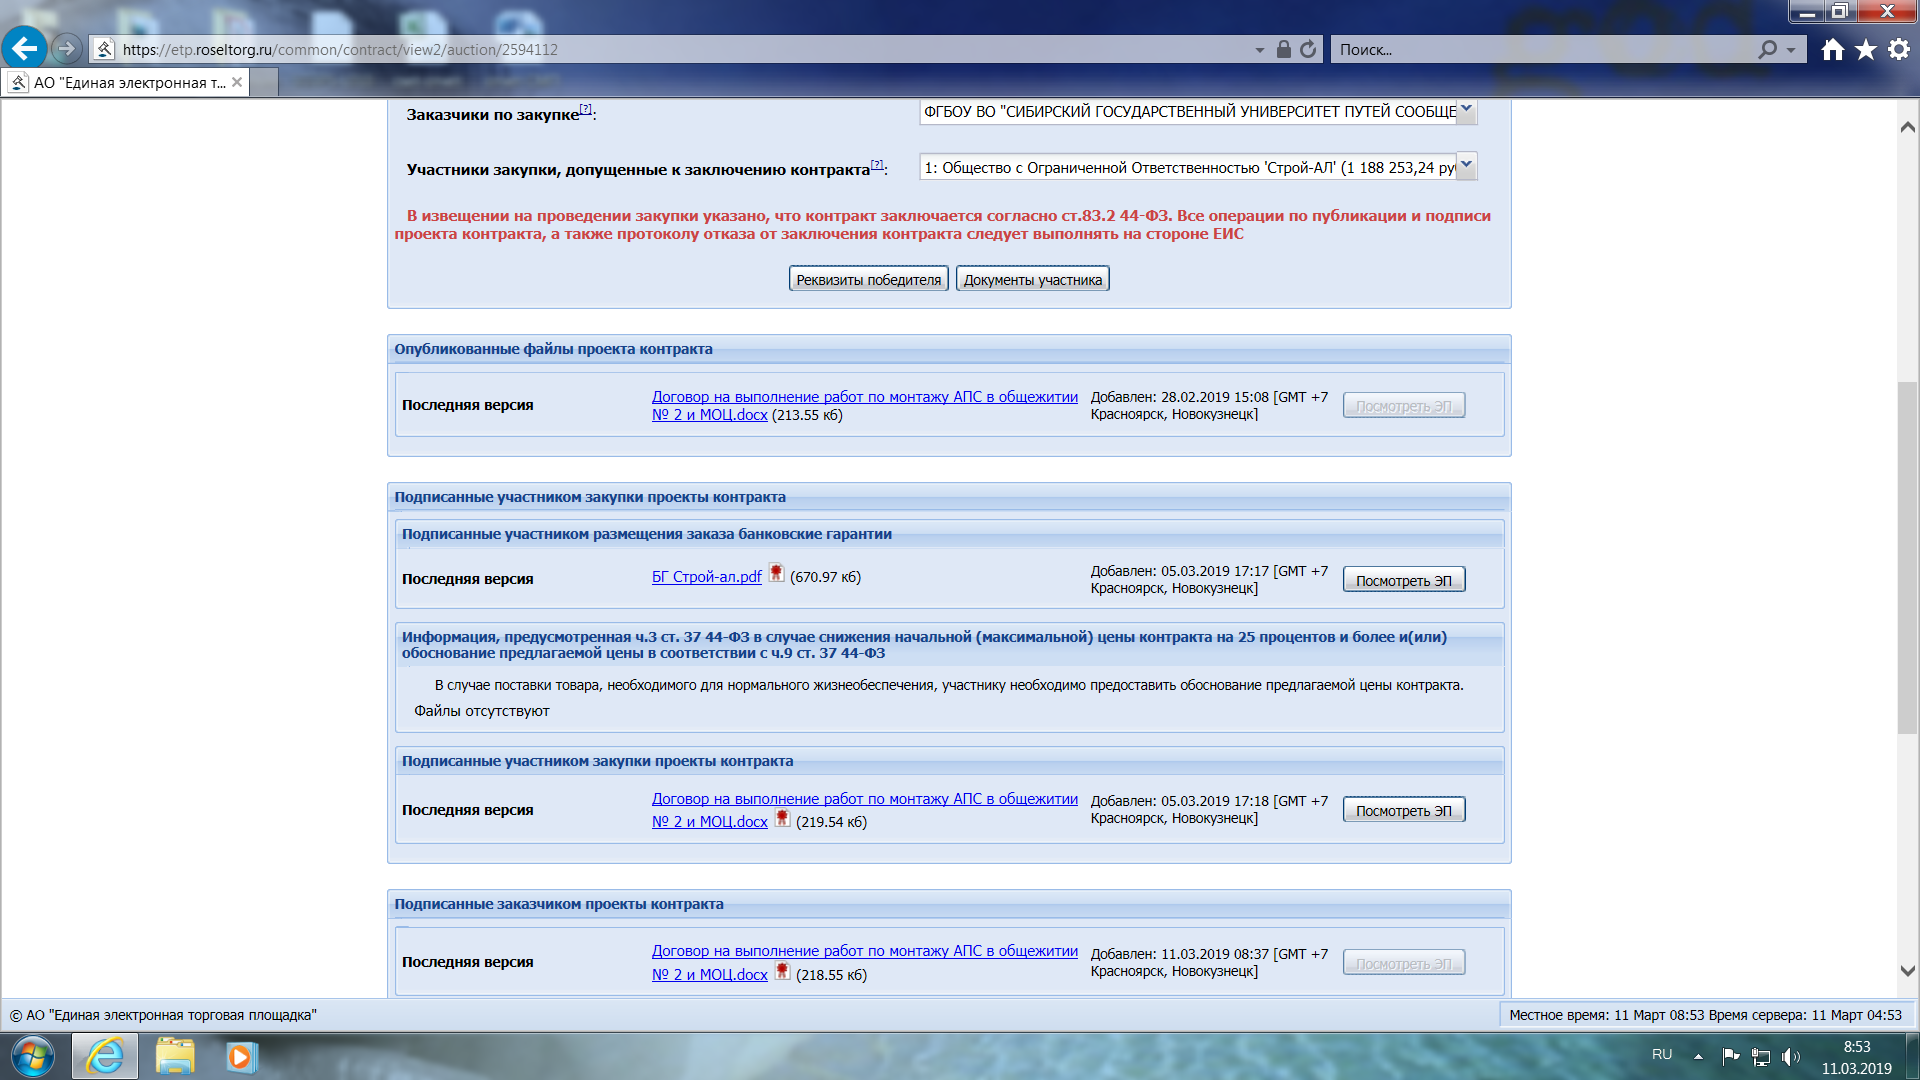 https://etp.roseltorg.ru/common/contract/view2/auction/2594112
Поиск...
АО "Единая электронная т...
Заказчики по закупке[?]:
ФГБОУ ВО "СИБИРСКИЙ ГОСУДАРСТВЕННЫЙ УНИВЕРСИТЕТ ПУТЕЙ СООБЩЕ
Участники закупки, допущенные к заключению контракта[?]:
1: Общество с Ограниченной Ответственностью 'Строй-АЛ' (1 188 253,24 ру
В извещении на проведении закупки указано, что контракт заключается согласно ст.83.2 44-ФЗ. Все операции по публикации и подписи
проекта контракта, а также протоколу отказа от заключения контракта следует выполнять на стороне ЕИС
Реквизиты победителя
Документы участника
Опубликованные файлы проекта контракта
Последняя версия
Договор на выполнение работ по монтажу АПС в общежитии
№ 2 и МОЦ.docx (213.55 кб)
Добавлен: 28.02.2019 15:08 [GMT +7
Красноярск, Новокузнецк]
Посмотреть ЭП
Подписанные участником закупки проекты контракта
Подписанные участником размещения заказа банковские гарантии
Последняя версия
БГ Строй-ал.pdf (670.97 кб)
Добавлен: 05.03.2019 17:17 [GMT +7
Красноярск, Новокузнецк]
Посмотреть ЭП
Информация, предусмотренная ч.3 ст. 37 44-ФЗ в случае снижения начальной (максимальной) цены контракта на 25 процентов и более и(или)
обоснование предлагаемой цены в соответствии с ч.9 ст. 37 44-ФЗ
В случае поставки товара, необходимого для нормального жизнеобеспечения, участнику необходимо предоставить обоснование предлагаемой цены контракта.
Файлы отсутствуют
Подписанные участником закупки проекты контракта
Последняя версия
Договор на выполнение работ по монтажу АПС в общежитии
№ 2 и МОЦ.docx (219.54 кб)
Добавлен: 05.03.2019 17:18 [GMT +7
Красноярск, Новокузнецк]
Посмотреть ЭП
Подписанные заказчиком проекты контракта
Последняя версия
Договор на выполнение работ по монтажу АПС в общежитии
№ 2 и МОЦ.docx (218.55 кб)
Добавлен: 11.03.2019 08:37 [GMT +7
Красноярск, Новокузнецк]
Посмотреть ЭП
© АО "Единая электронная торговая площадка"
Местное время: 11 Март 08:53 Время сервера: 11 Март 04:53
RU
8:53
11.03.2019